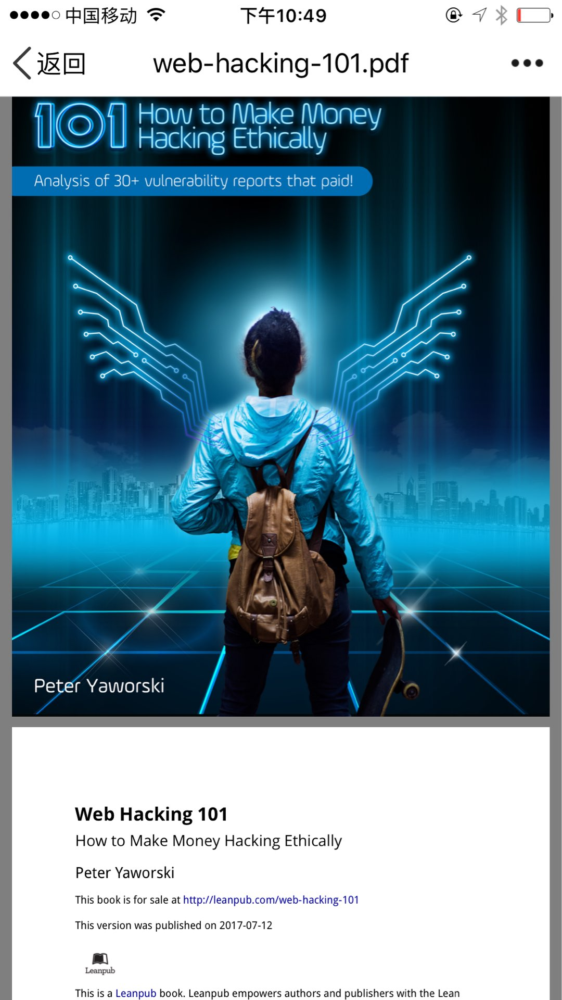 中国移动 下午10:49
返回 web-hacking-101.pdf
101 How to Make Money
Hacking Ethically
Analysis of 30+ vulnerability reports that paid!
Peter Yaworski
Web Hacking 101
How to Make Money Hacking Ethically
Peter Yaworski
This book is for sale at http://leanpub.com/web-hacking-101
This version was published on 2017-07-12
Leanpub
This is a Leanpub book. Leanpub empowers authors and publishers with the Lean